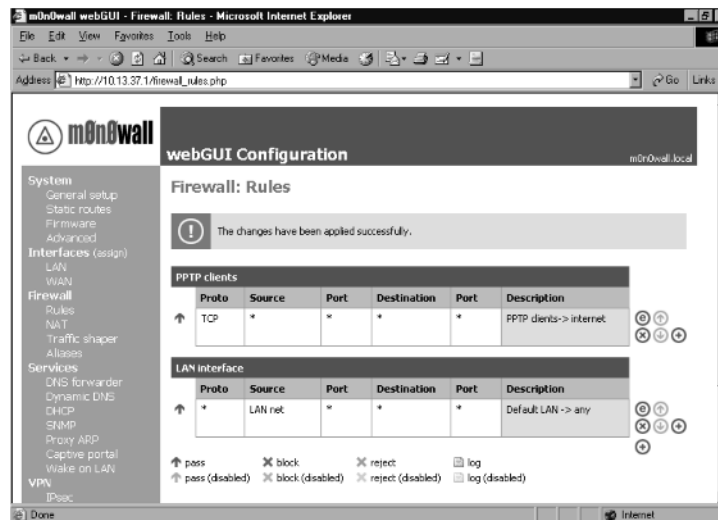 m0n0wall webGUI - Firewall: Rules - Microsoft Internet Explorer
File Edit View Favorites Tools Help
Back Search Favorites Media
Address http://10.13.37.1/firewall_rules.php Go Links
m0n0wall
webGUI Configuration
m0n0wall.local
System
General setup
Static routes
Firmware
Advanced
Interfaces (assign)
LAN
WAN
Firewall
Rules
NAT
Traffic shaper
Aliases
Services
DNS forwarder
Dynamic DNS
DHCP
SNMP
Proxy ARP
Captive portal
Wake on LAN
VPN
IPsec
Firewall: Rules
! The changes have been applied successfully.
PPTP clients
Proto Source Port Destination Port Description
TCP * * * * PPTP clients-> internet
LAN interface
Proto Source Port Destination Port Description
* LAN net * * * Default LAN -> any
pass block reject log
pass (disabled) block (disabled) reject (disabled) log (disabled)
Done Internet